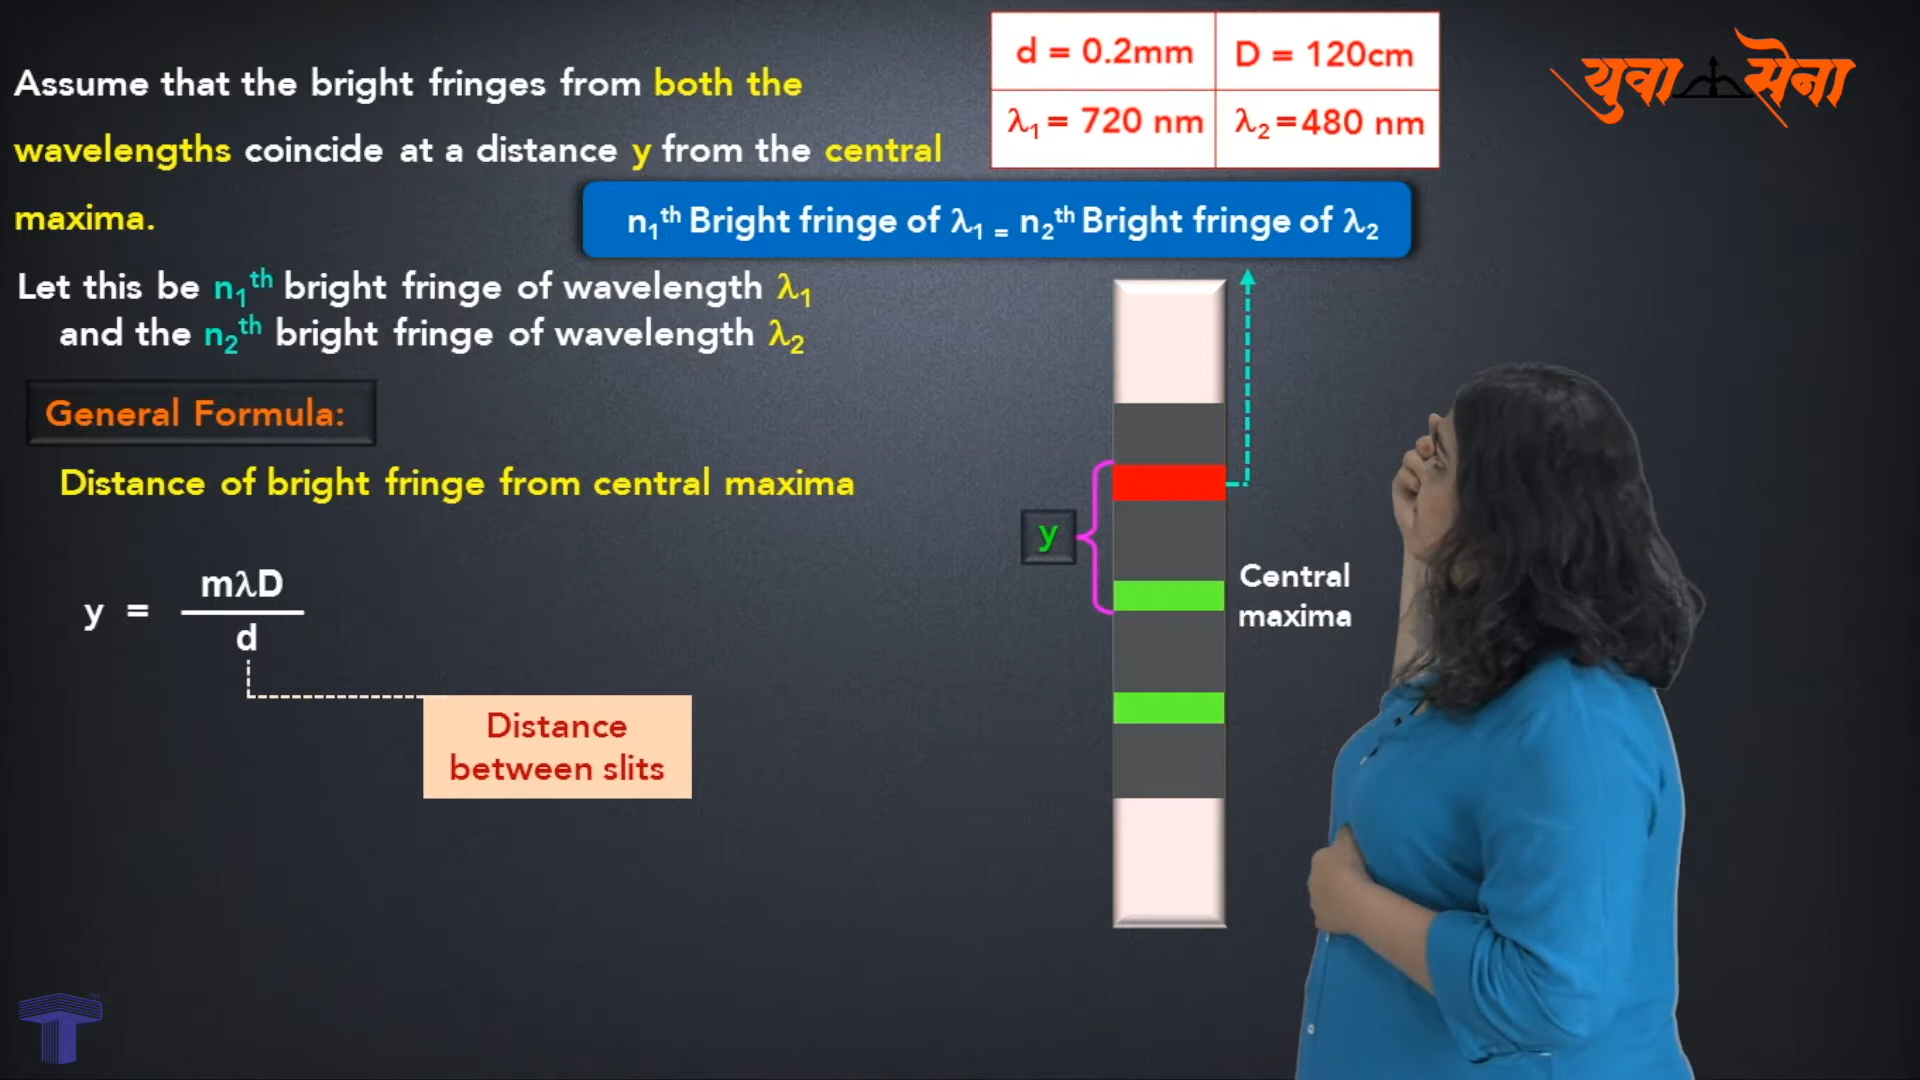 Assume that the bright fringes from both the
wavelengths coincide at a distance y from the central
maxima.
d = 0.2mm
D = 120cm
λ₁ = 720 nm
λ₂ = 480 nm
युवा सेना
n₁ᵗʰ Bright fringe of λ₁ = n₂ᵗʰ Bright fringe of λ₂
Let this be n₁ᵗʰ bright fringe of wavelength λ₁
and the n₂ᵗʰ bright fringe of wavelength λ₂
General Formula:
Distance of bright fringe from central maxima
y = mλD
d
Distance
between slits
y
Central
maxima
T